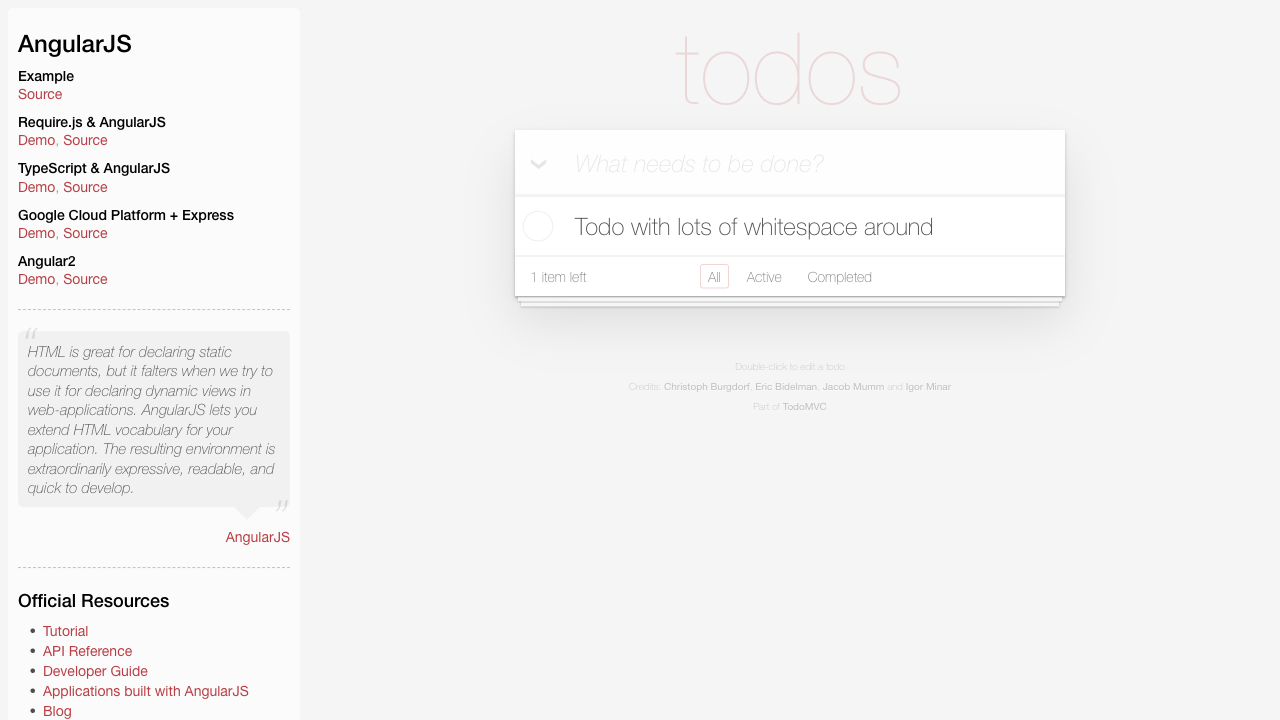 AngularJS
Example
Source
Require.js & AngularJS
Demo, Source
TypeScript & AngularJS
Demo, Source
Google Cloud Platform + Express
Demo, Source
Angular2
Demo, Source
“
HTML is great for declaring static
documents, but it falters when we try to
use it for declaring dynamic views in
web-applications. AngularJS lets you
extend HTML vocabulary for your
application. The resulting environment is
extraordinarily expressive, readable, and
quick to develop.
”
AngularJS
Official Resources
• Tutorial
• API Reference
• Developer Guide
• Applications built with AngularJS
• Blog
todos
What needs to be done?
Todo with lots of whitespace around
1 item left All Active Completed
Double-click to edit a todo
Credits: Christoph Burgdorf, Eric Bidelman, Jacob Mumm and Igor Minar
Part of TodoMVC